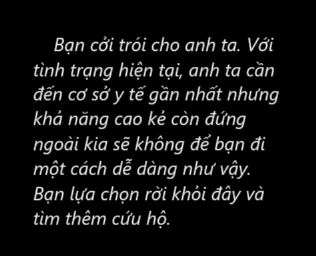 Bạn cởi trói cho anh ta. Với
tình trạng hiện tại, anh ta cần
đến cơ sở y tế gần nhất nhưng
khả năng cao kẻ còn đứng
ngoài kia sẽ không để bạn đi
một cách dễ dàng như vậy.
Bạn lựa chọn rời khỏi đây và
tìm thêm cứu hộ.